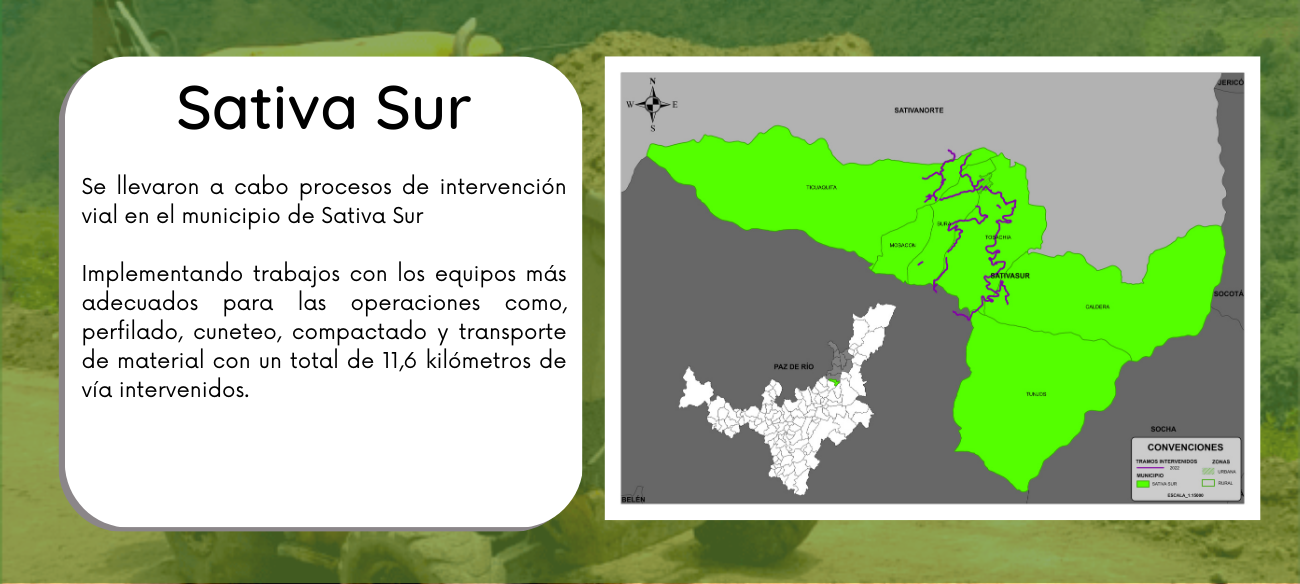 Sativa Sur
Se llevaron a cabo procesos de intervención
vial en el municipio de Sativa Sur
Implementando trabajos con los equipos más
adecuados para las operaciones como,
perfilado, cuneteo, compactado y transporte
de material con un total de 11,6 kilómetros de
vía intervenidos.
JERICÓ
N
W E
S
SATIVANORTE
TICUAQUITA
MOSACON
TOBACHIA
SATIVASUR
SOCOTÁ
CALDERA
PAZ DE RÍO
TUNJOS
SOCHA
BELÉN
CONVENCIONES
TRAMOS INTERVENIDOS
2022
MUNICIPIO
SATIVA SUR
ZONAS
URBANA
RURAL
ESCALA_1:15000